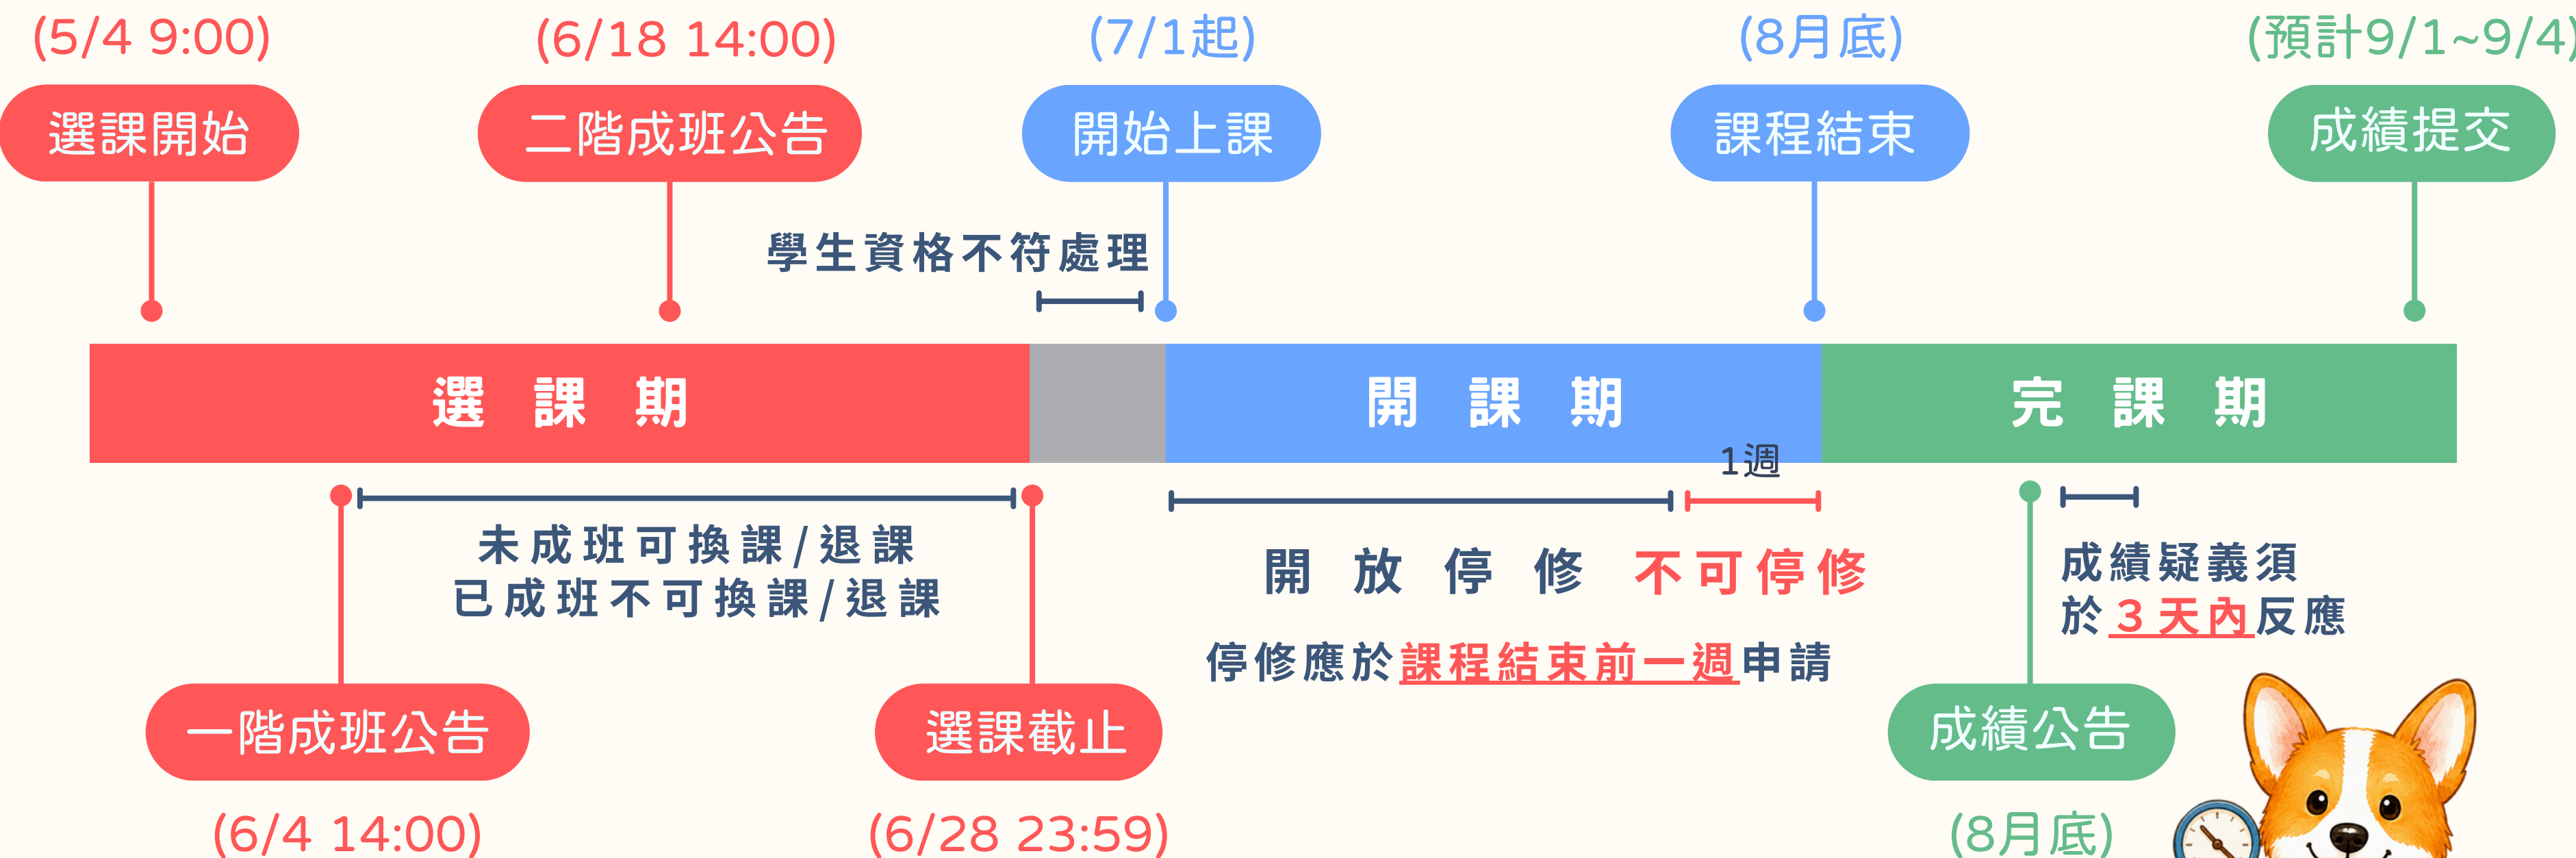 (5/4 9:00)
(6/18 14:00)
(7/1起)
(8月底)
(預計9/1~9/4)
選課開始
二階成班公告
開始上課
課程結束
成績提交
學生資格不符處理
選課期
開課期
完課期
1週
未成班可換課/退課
已成班不可換課/退課
開放停修
不可停修
停修應於課程結束前一週申請
成績疑義須
於3天內反應
一階成班公告
選課截止
成績公告
(6/4 14:00)
(6/28 23:59)
(8月底)